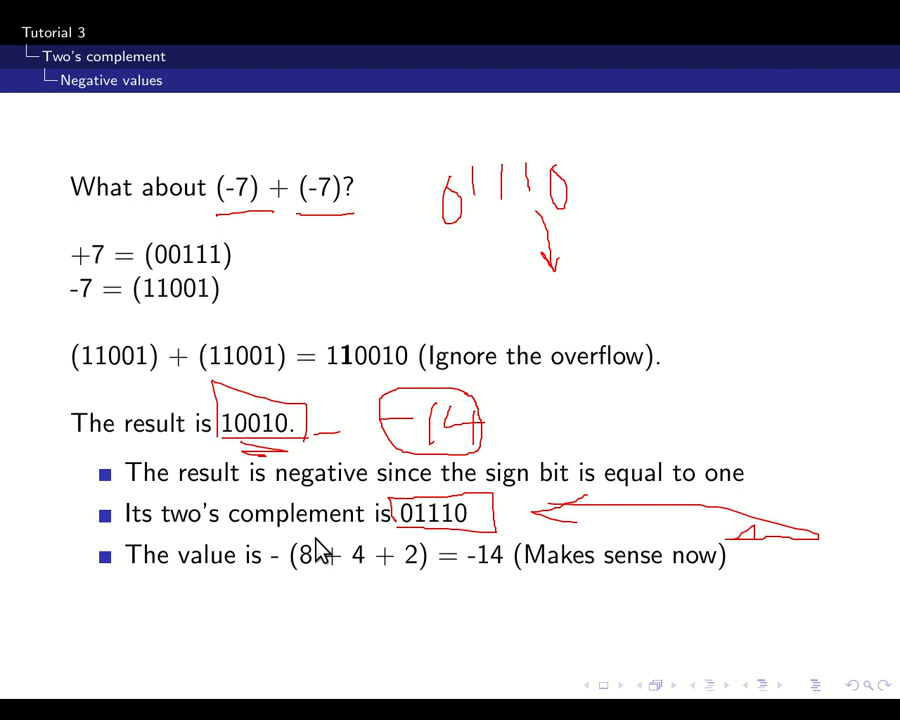 Tutorial 3
Two's complement
Negative values
What about (-7) + (-7)?
01110
+7 = (00111)
-7 = (11001)
(11001) + (11001) = 110010 (Ignore the overflow).
The result is 10010.
-14
The result is negative since the sign bit is equal to one
Its two's complement is 01110
The value is - (8 + 4 + 2) = -14 (Makes sense now)